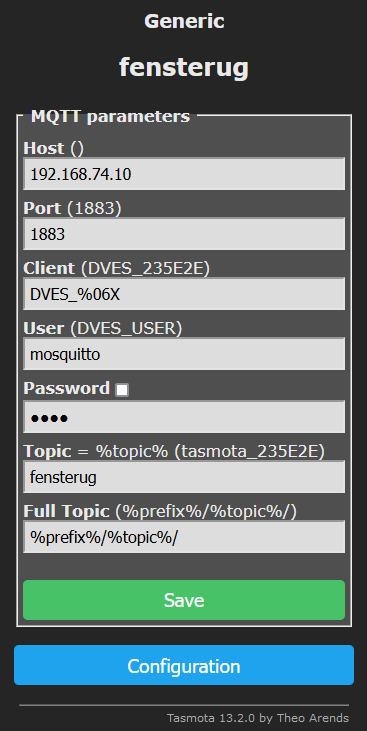 Generic
fensterug
MQTT parameters
Host ()
192.168.74.10
Port (1883)
1883
Client (DVES_235E2E)
DVES_%06X
User (DVES_USER)
mosquitto
Password
●●●●
Topic = %topic% (tasmota_235E2E)
fensterug
Full Topic (%prefix%/%topic%/)
%prefix%/%topic%/
Save
Configuration
Tasmota 13.2.0 by Theo Arends